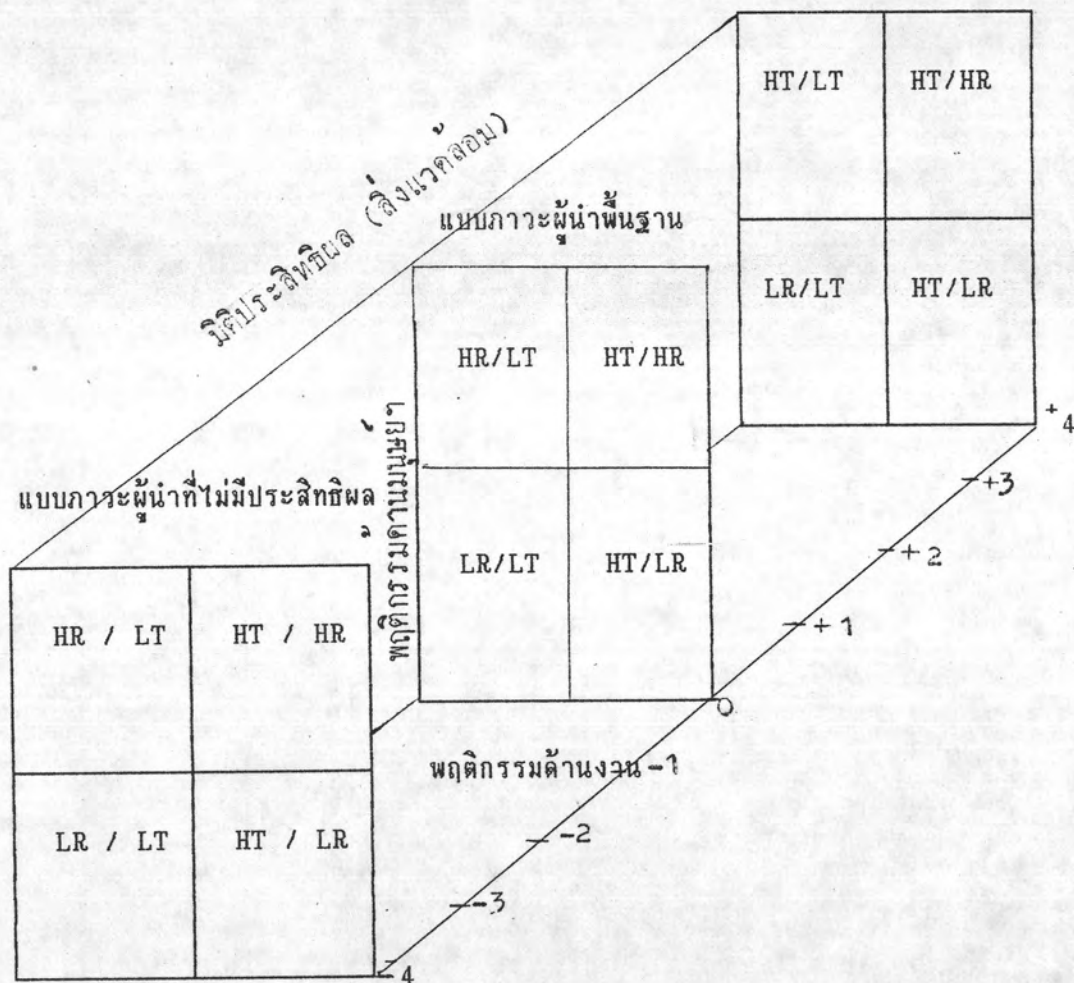 HT/LT HT/HR
LR/LT HT/LR
มิติประสิทธิผล (สิ่งแวดล้อม)
แบบภาวะผู้นำพื้นฐาน
HR/LT HT/HR
LR/LT HT/LR
พฤติกรรมด้านมนุษย์
แบบภาวะผู้นำที่ไม่มีประสิทธิผล
HR / LT HT / HR
LR / LT HT / LR
พฤติกรรมด้านงาน
+4
+3
+2
+1
0
-1
-2
-3
-4